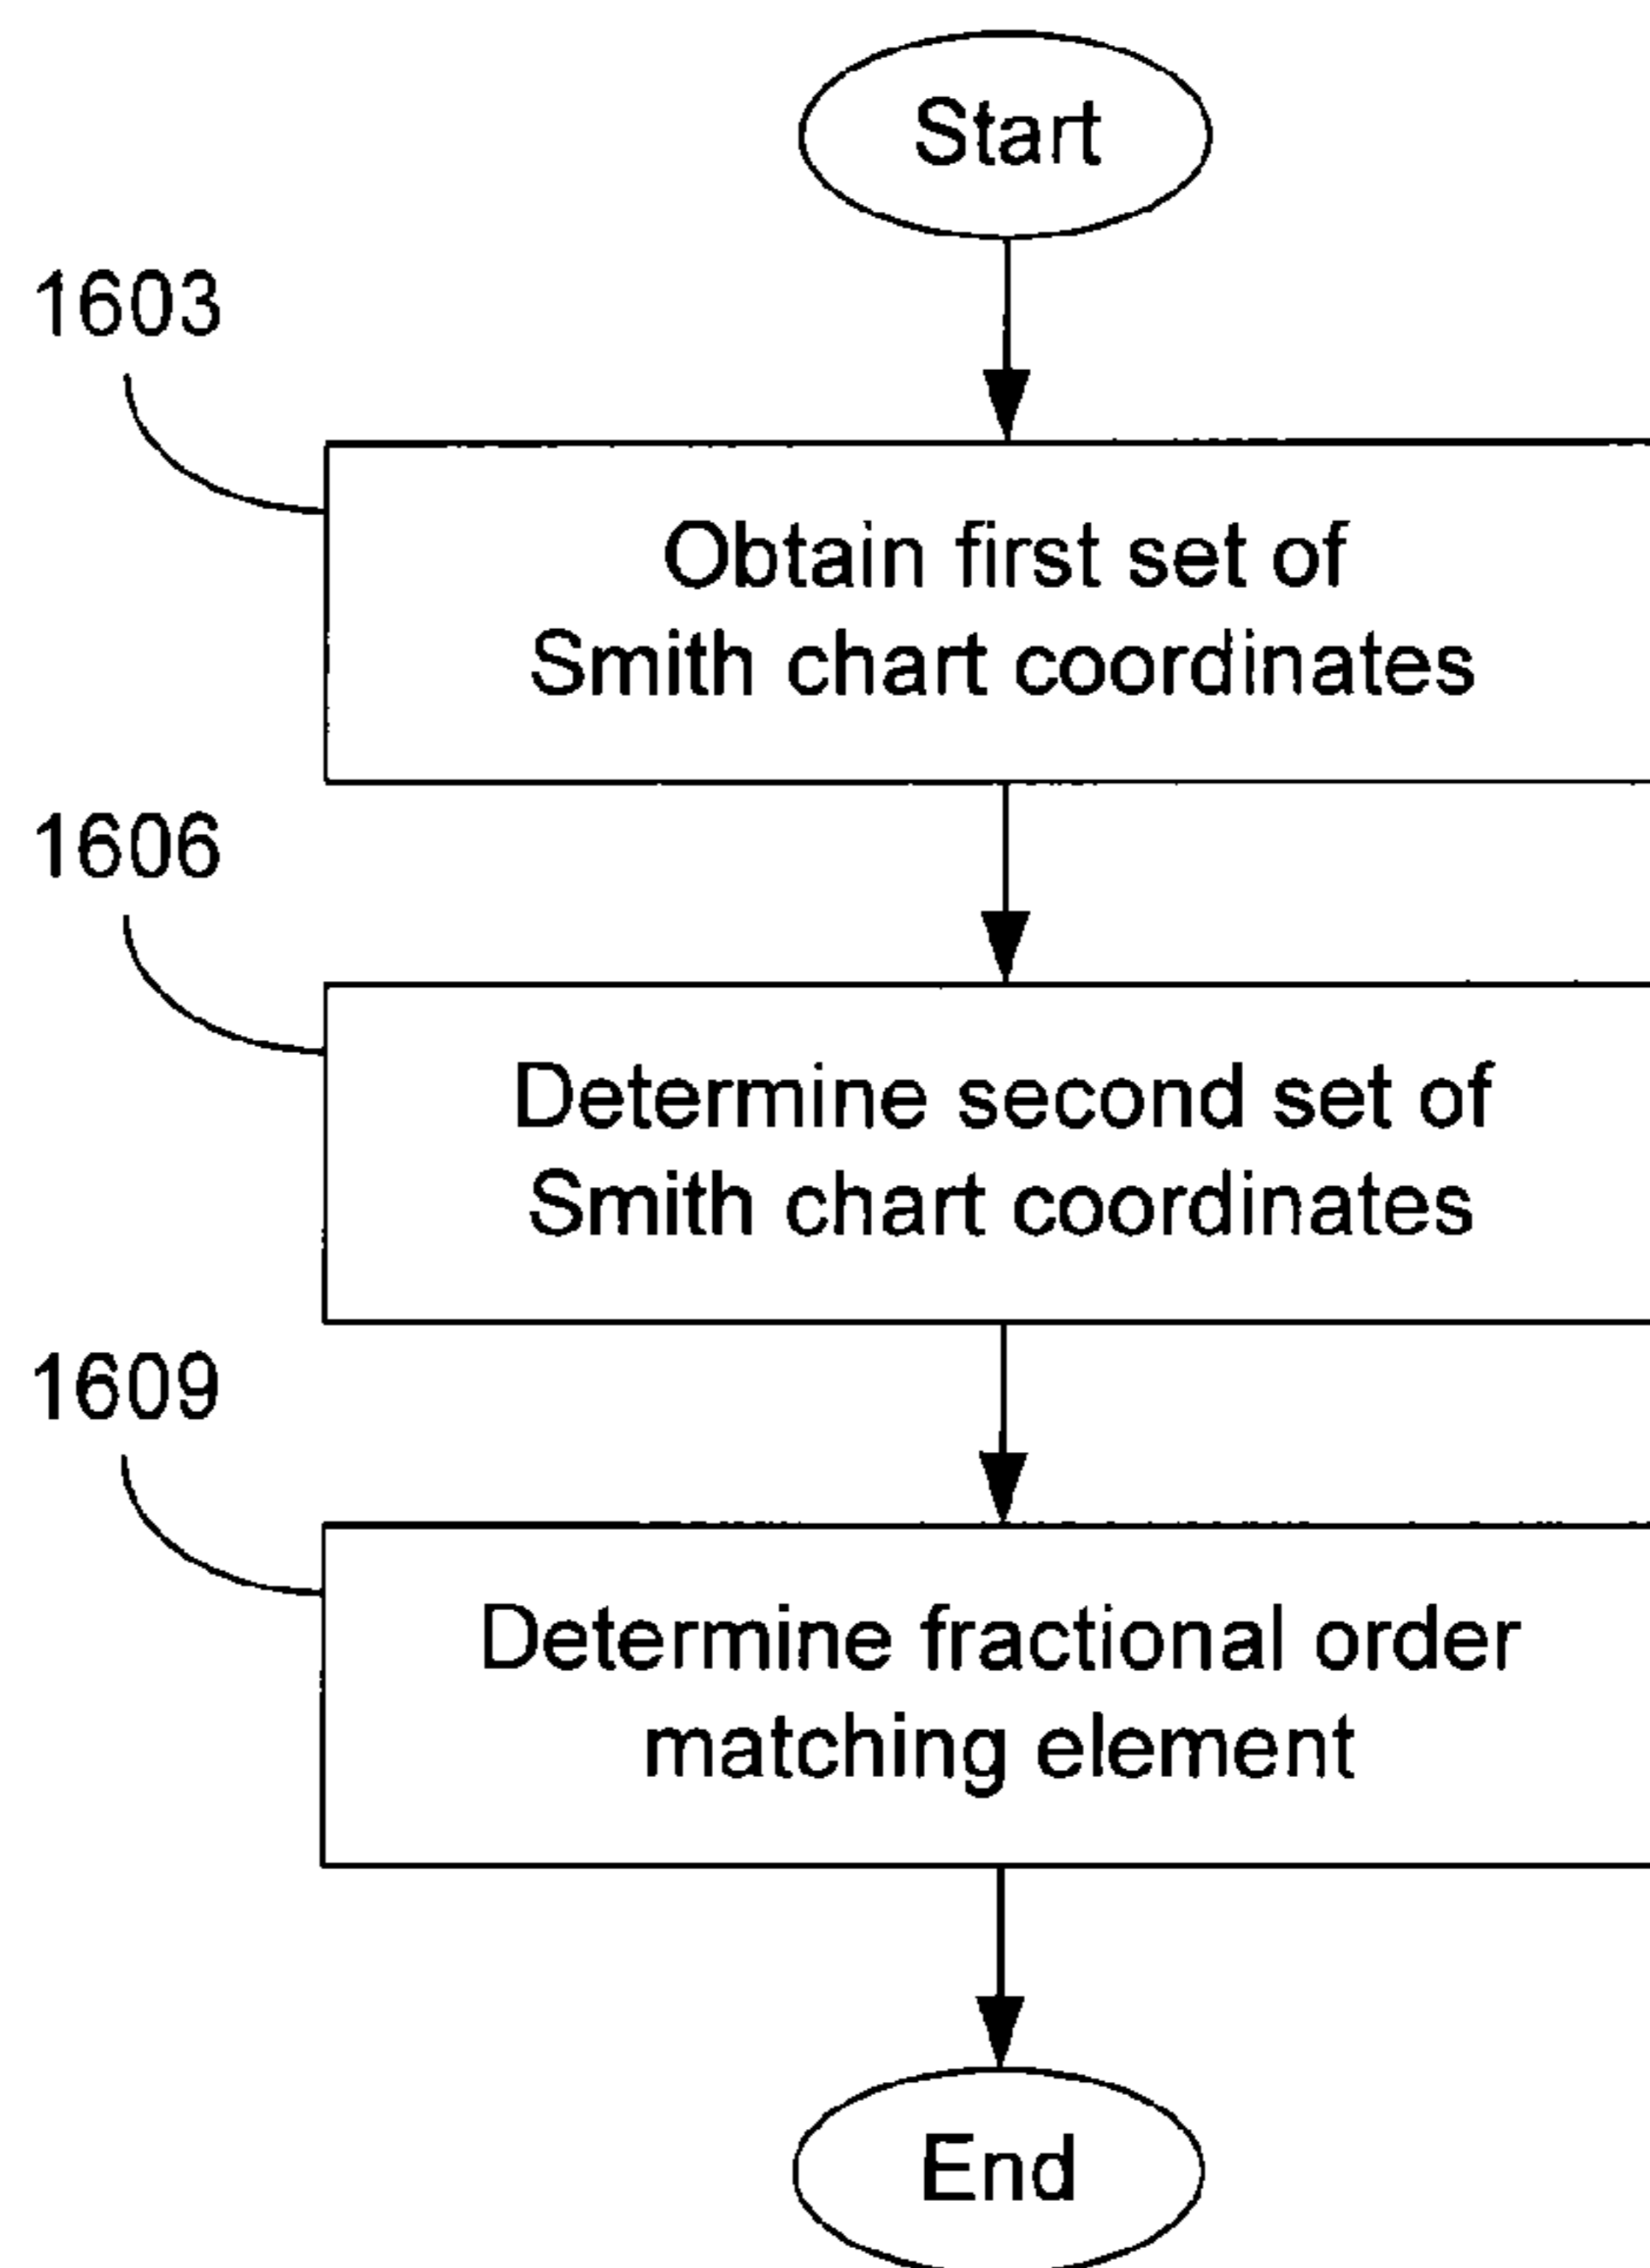 Start
1603
Obtain first set of
Smith chart coordinates
1606
Determine second set of
Smith chart coordinates
1609
Determine fractional order
matching element
End